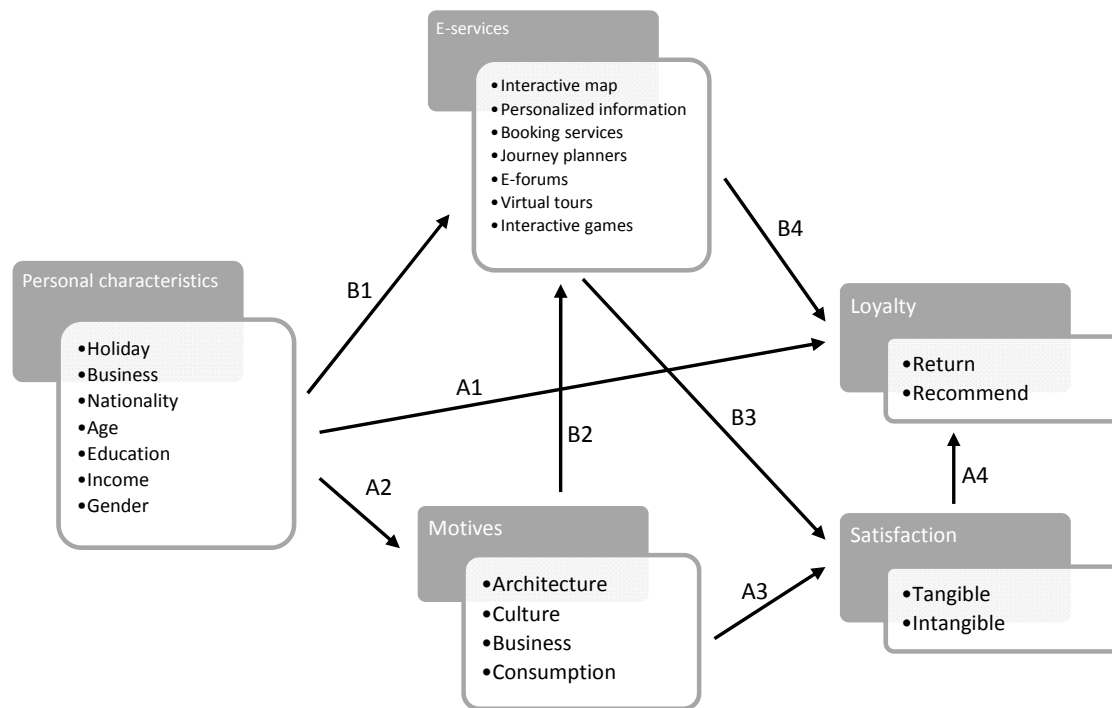 E-services
•Interactive map
•Personalized information
•Booking services
•Journey planners
•E-forums
•Virtual tours
•Interactive games
B4
B1
Personal characteristics
•Holiday
•Business
•Nationality
•Age
•Education
•Income
•Gender
Loyalty
•Return
•Recommend
A1
B2
B3
A2
A4
Motives
•Architecture
•Culture
•Business
•Consumption
A3
Satisfaction
•Tangible
•Intangible